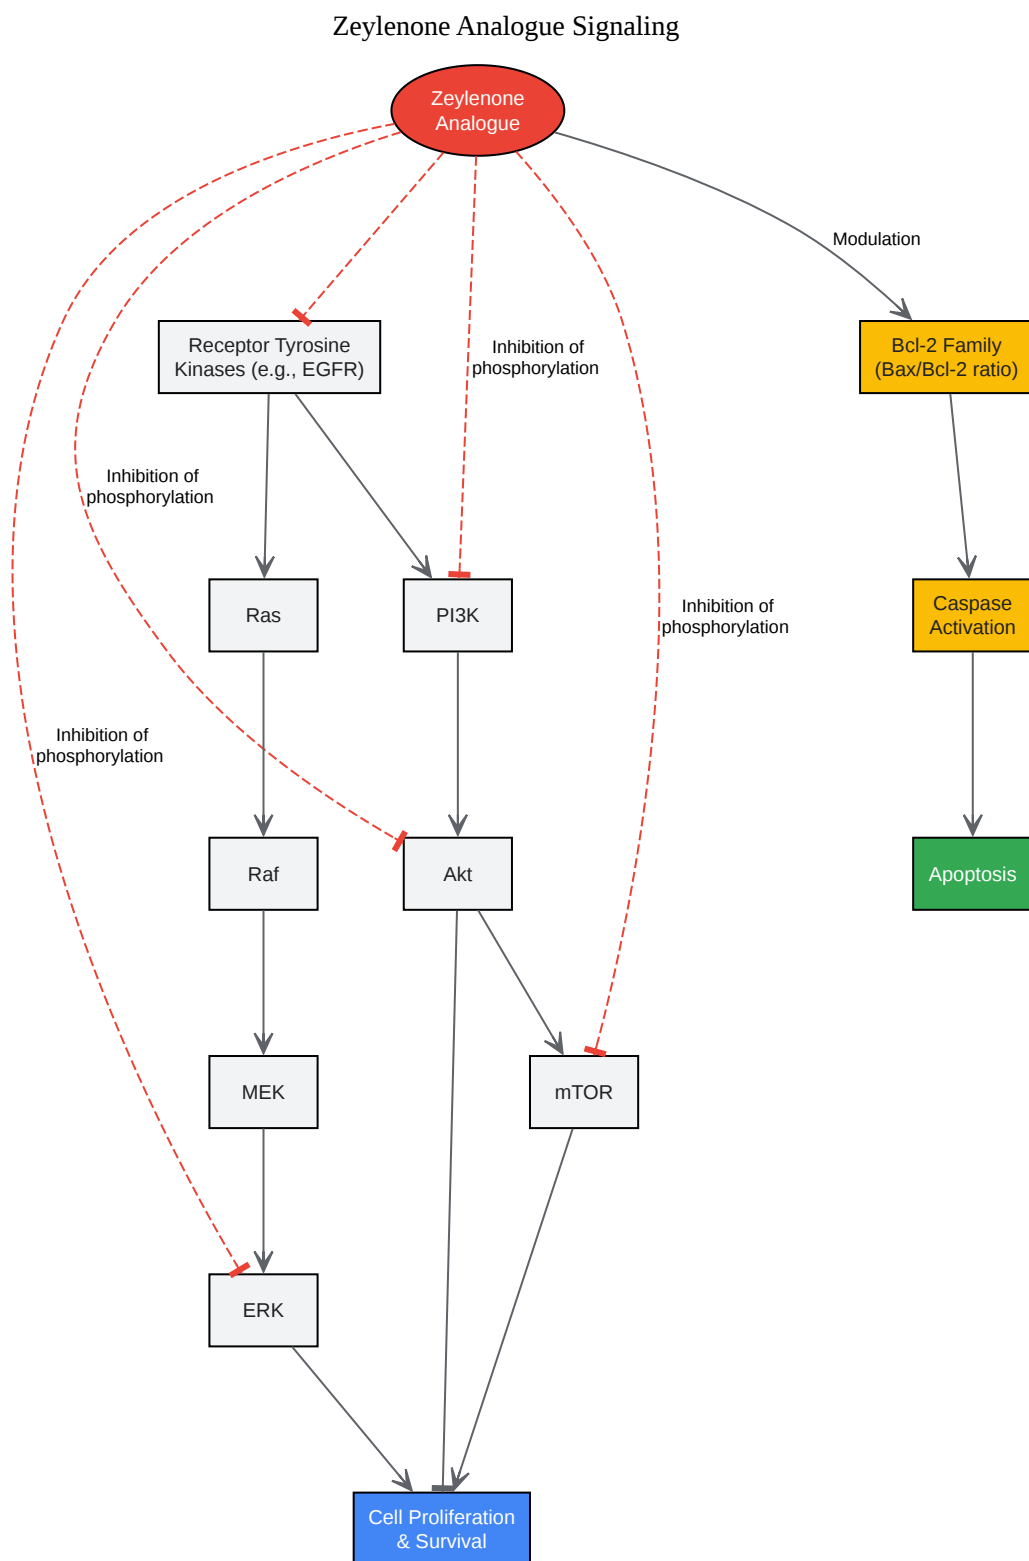 Zeylenone Analogue Signaling
Zeylenone
Analogue
Modulation
Receptor Tyrosine
Kinases (e.g., EGFR)
Inhibition of
phosphorylation
Bcl-2 Family
(Bax/Bcl-2 ratio)
Inhibition of
phosphorylation
Ras
PI3K
Inhibition of
phosphorylation
Caspase
Activation
Inhibition of
phosphorylation
Raf
Akt
Apoptosis
MEK
mTOR
ERK
Cell Proliferation
& Survival